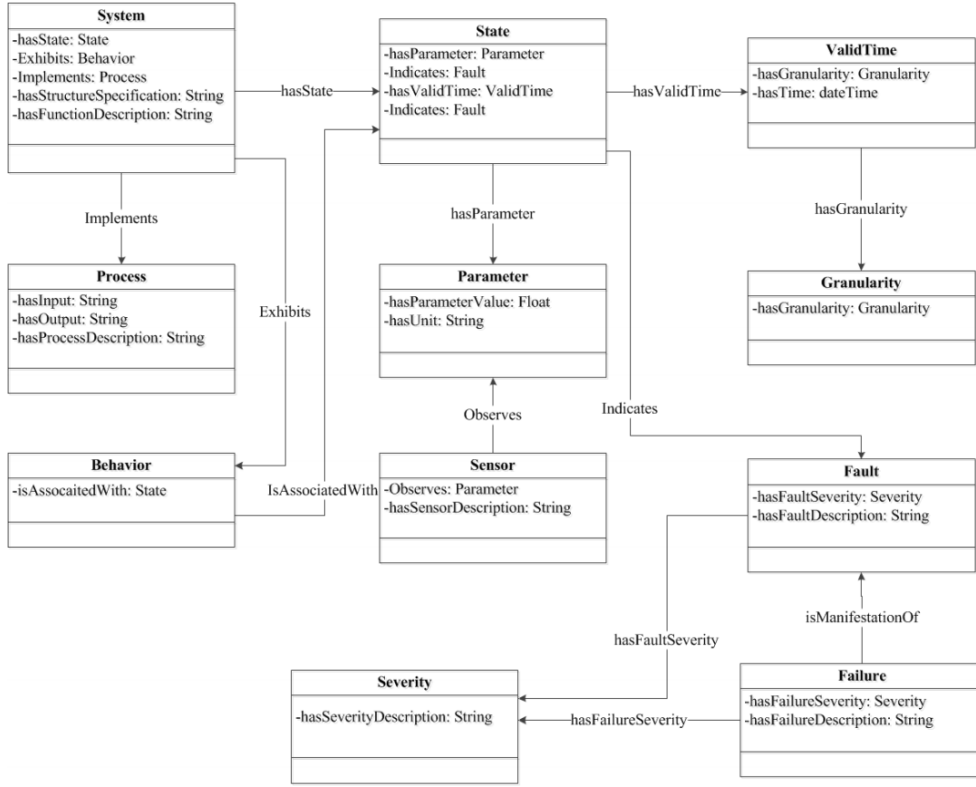 System
-hasState: State
-Exhibits: Behavior
-Implements: Process
-hasStructureSpecification: String
-hasFunctionDescription: String
hasState
State
-hasParameter: Parameter
-Indicates: Fault
-hasValidTime: ValidTime
-Indicates: Fault
hasValidTime
ValidTime
-hasGranularity: Granularity
-hasTime: dateTime
Implements
hasParameter
hasGranularity
Process
-hasInput: String
-hasOutput: String
-hasProcessDescription: String
Exhibits
Parameter
-hasParameterValue: Float
-hasUnit: String
Granularity
-hasGranularity: Granularity
Observes
Indicates
Behavior
-isAssocaitedWith: State
IsAssociatedWith
Sensor
-Observes: Parameter
-hasSensorDescription: String
Fault
-hasFaultSeverity: Severity
-hasFaultDescription: String
isManifestationOf
hasFaultSeverity
Severity
-hasSeverityDescription: String
hasFailureSeverity
Failure
-hasFailureSeverity: Severity
-hasFailureDescription: String